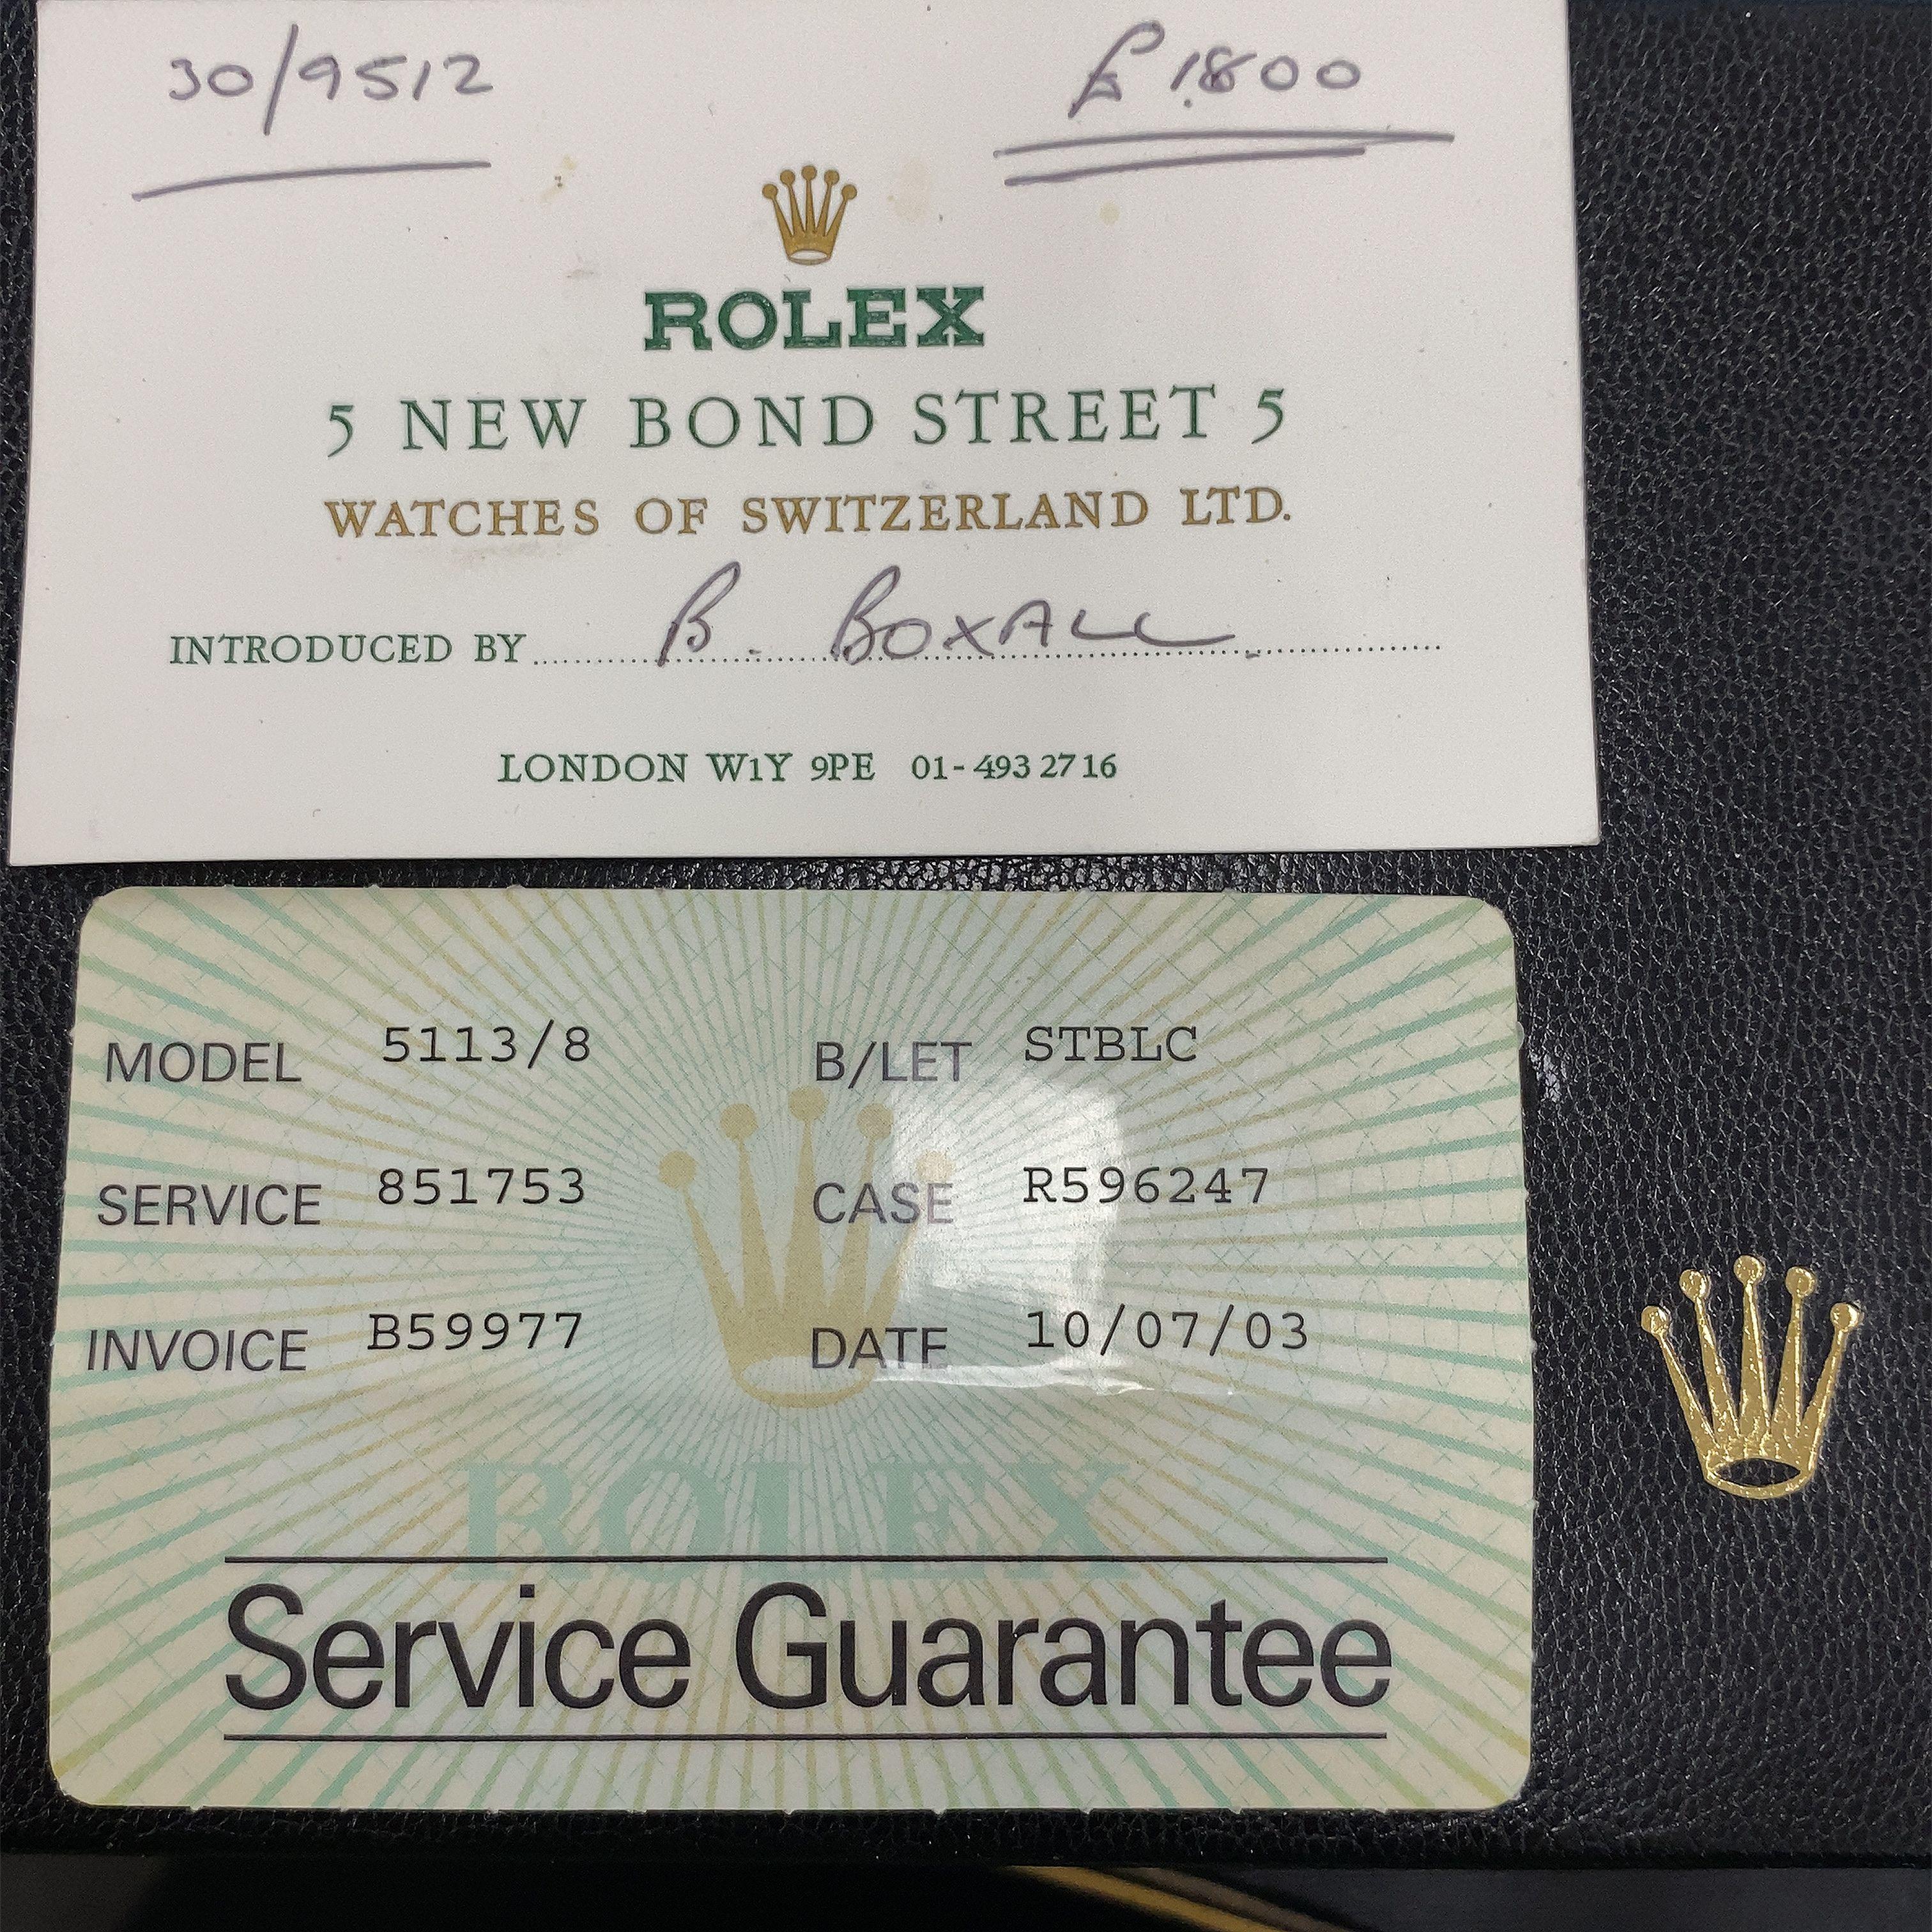 30/9512 £1800
ROLEX
5 NEW BOND STREET 5
WATCHES OF SWITZERLAND LTD.
INTRODUCED BY B. BOXALL
LONDON W1Y 9PE 01-493 2716
MODEL 5113/8 B/LET STBLC
SERVICE 851753 CASE R596247
INVOICE B59977 DATE 10/07/03
ROLEX
Service Guarantee